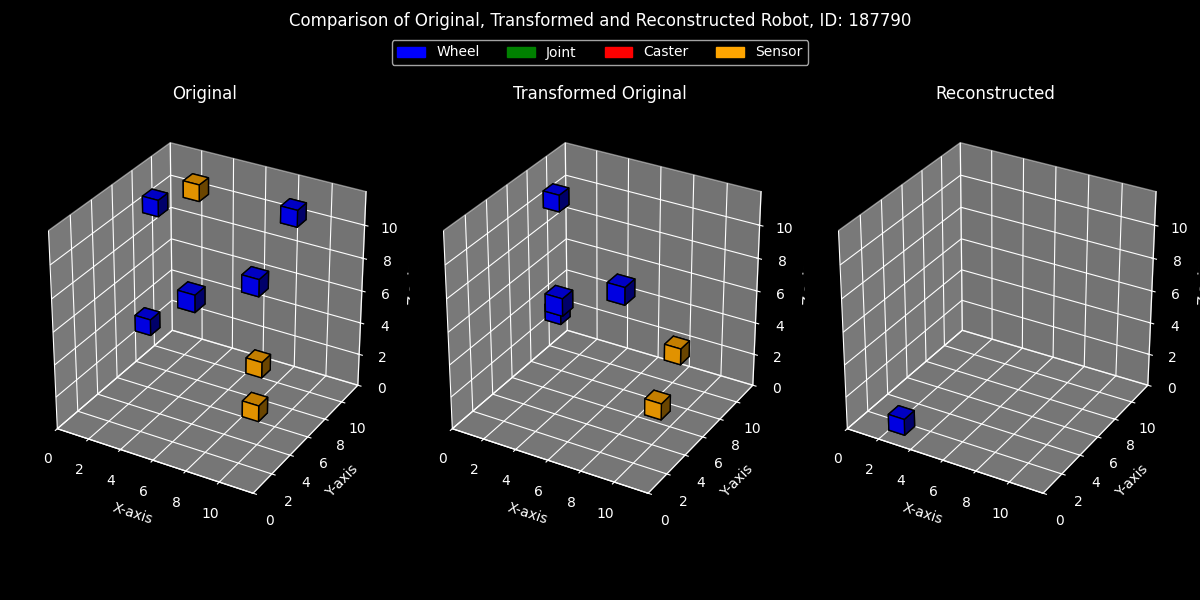 Comparison of Original, Transformed and Reconstructed Robot, ID: 187790
Wheel Joint Caster Sensor
Original Transformed Original Reconstructed
10 10 10
8 8 8
6 6 6
4 4 4
2 2 2
0 0 0
0 2 4 6 8 10 0 2 4 6 8 10 0 2 4 6 8 10
0 2 4 6 8 10 0 2 4 6 8 10 0 2 4 6 8 10
X-axis Y-axis X-axis Y-axis X-axis Y-axis